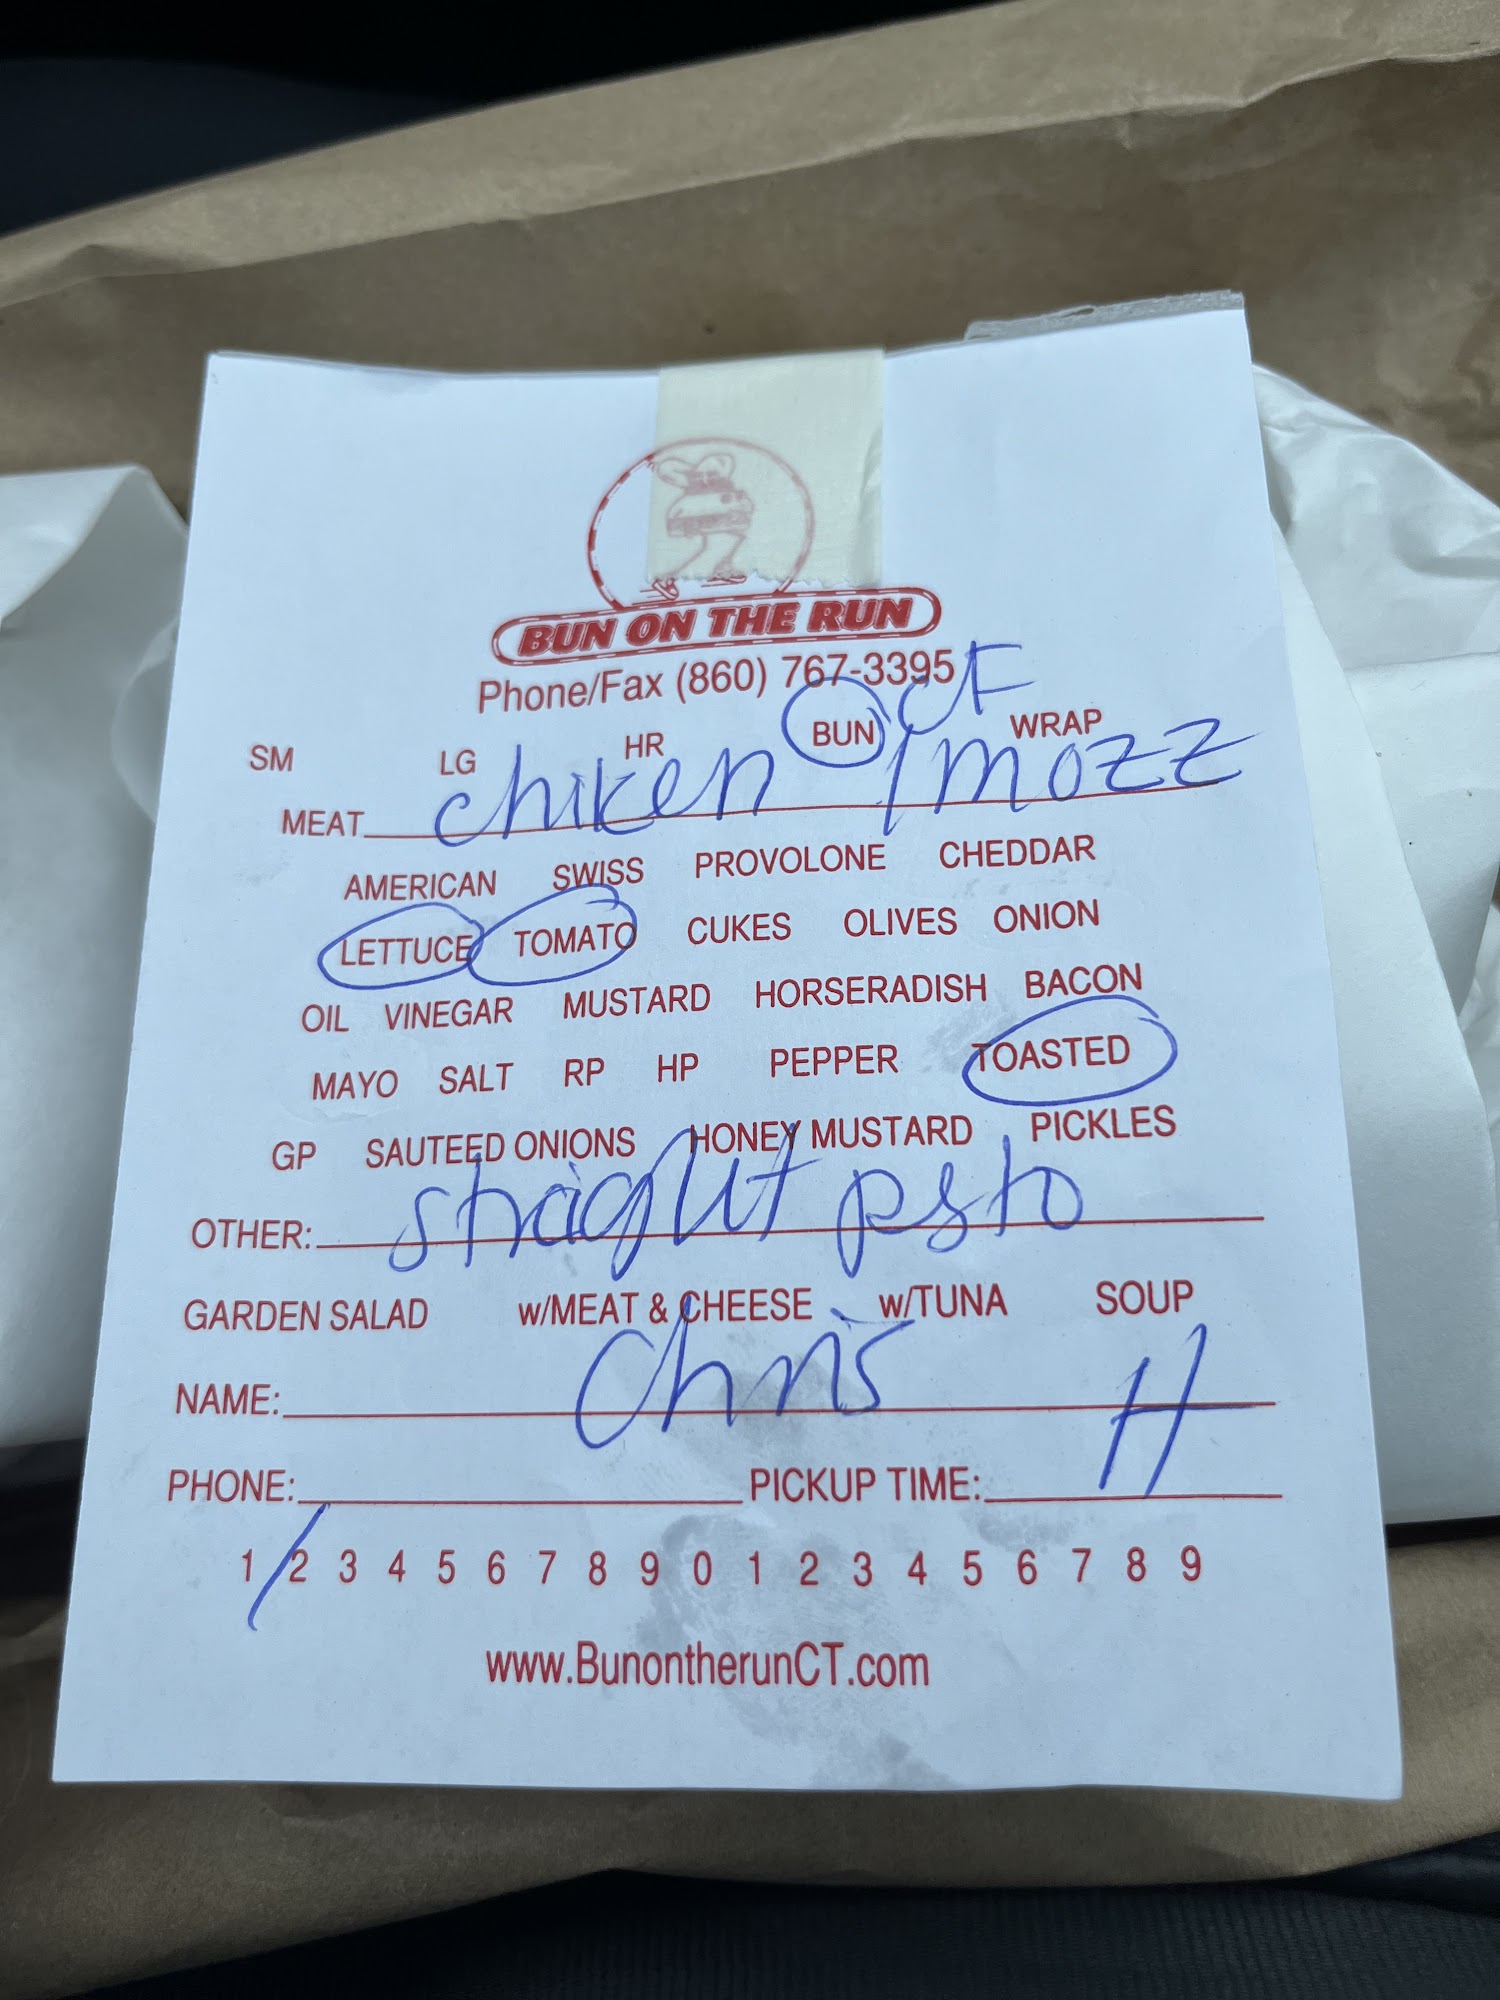 BUN ON THE RUN
Phone/Fax (860) 767-3395
SM LG HR BUN GF WRAP
MEAT chiken / mozz
AMERICAN SWISS PROVOLONE CHEDDAR
LETTUCE TOMATO CUKES OLIVES ONION
OIL VINEGAR MUSTARD HORSERADISH BACON
MAYO SALT RP HP PEPPER TOASTED
GP SAUTEED ONIONS HONEY MUSTARD PICKLES
OTHER: straight psto
GARDEN SALAD w/MEAT & CHEESE w/TUNA SOUP
NAME: Chris H
PHONE: PICKUP TIME:
1 / 2 3 4 5 6 7 8 9 0 1 2 3 4 5 6 7 8 9
www.BunontherunCT.com